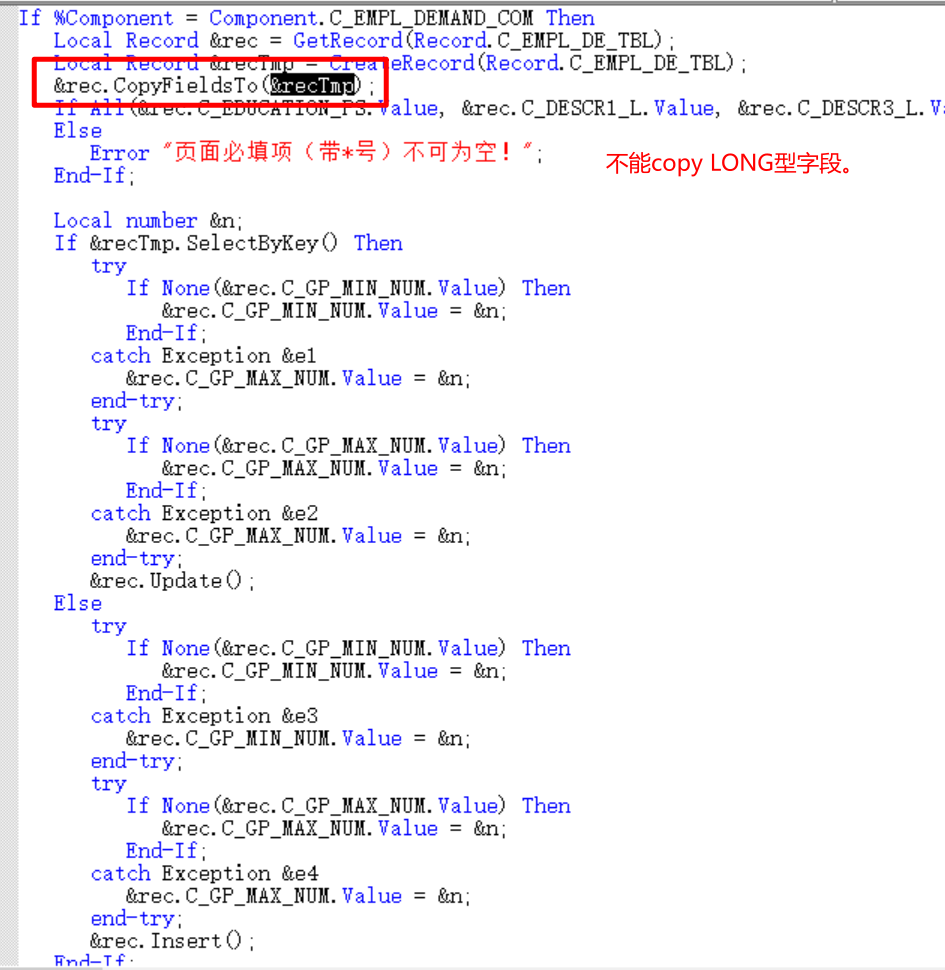 If %Component = Component.C_EMPL_DEMAND_COM Then
Local Record &rec = GetRecord(Record.C_EMPL_DE_TBL);
Local Record &recTmp = CreateRecord(Record.C_EMPL_DE_TBL);
&rec.CopyFieldsTo(&recTmp);
If All(&rec.C_EDUCATION_PS.Value, &rec.C_DESCR1_L.Value, &rec.C_DESCR3_L.Va
Else
Error "页面必填项（带*号）不可为空！";
不能copy LONG型字段。
End-If;
Local number &n;
If &recTmp.SelectByKey() Then
try
If None(&rec.C_GP_MIN_NUM.Value) Then
&rec.C_GP_MIN_NUM.Value = &n;
End-If;
catch Exception &e1
&rec.C_GP_MAX_NUM.Value = &n;
end-try;
try
If None(&rec.C_GP_MAX_NUM.Value) Then
&rec.C_GP_MAX_NUM.Value = &n;
End-If;
catch Exception &e2
&rec.C_GP_MAX_NUM.Value = &n;
end-try;
&rec.Update();
Else
try
If None(&rec.C_GP_MIN_NUM.Value) Then
&rec.C_GP_MIN_NUM.Value = &n;
End-If;
catch Exception &e3
&rec.C_GP_MIN_NUM.Value = &n;
end-try;
try
If None(&rec.C_GP_MAX_NUM.Value) Then
&rec.C_GP_MAX_NUM.Value = &n;
End-If;
catch Exception &e4
&rec.C_GP_MAX_NUM.Value = &n;
end-try;
&rec.Insert();
End-If;